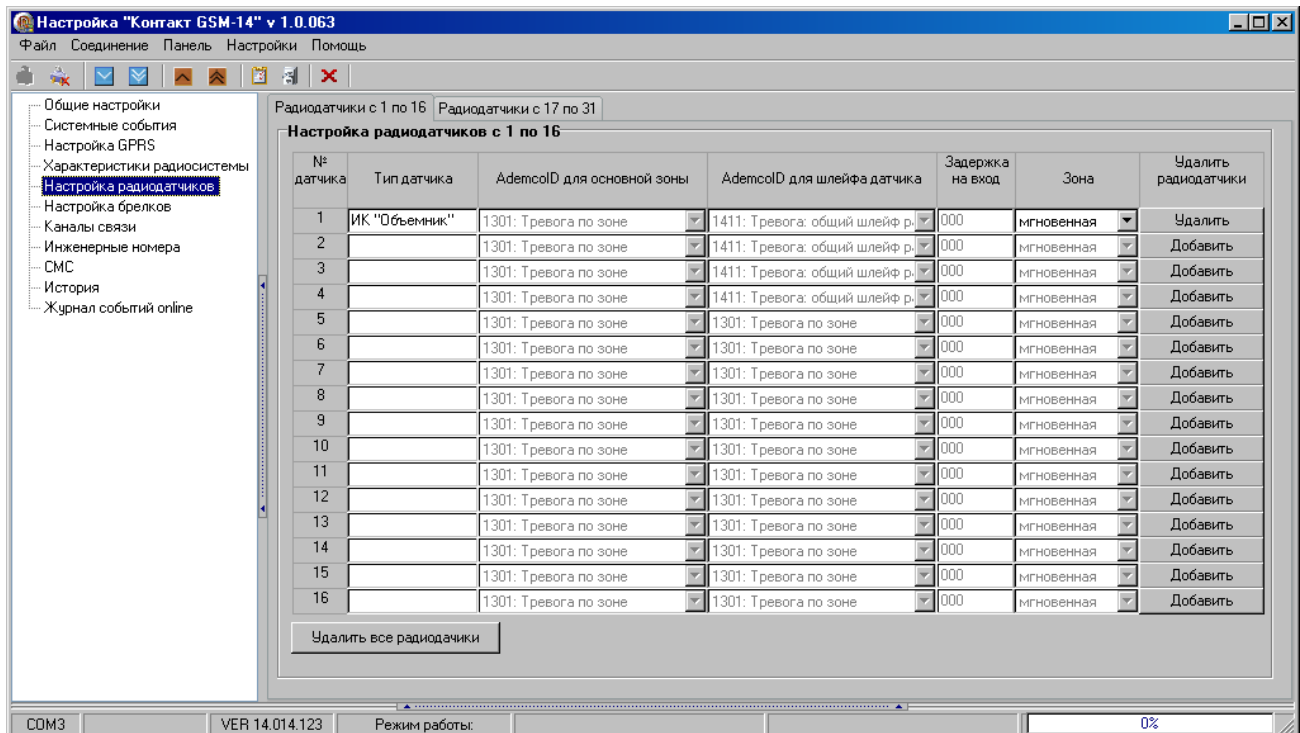 Настройка "Контакт GSM-14" v 1.0.063
Файл Соединение Панель Настройки Помощь
Общие настройки
Системные события
Настройка GPRS
Характеристики радиосистемы
Настройка радиодатчиков
Настройка брелков
Каналы связи
Инженерные номера
СМС
История
Журнал событий online
Радиодатчики с 1 по 16 Радиодатчики с 17 по 31
Настройка радиодатчиков с 1 по 16
№ датчика Тип датчика AdemcoID для основной зоны AdemcoID для шлейфа датчика Задержка на вход Зона Удалить радиодатчики
1 ИК "Объемник" 1301: Тревога по зоне 1411: Тревога: общий шлейф р. 000 мгновенная Удалить
2 1301: Тревога по зоне 1411: Тревога: общий шлейф р. 000 мгновенная Добавить
3 1301: Тревога по зоне 1411: Тревога: общий шлейф р. 000 мгновенная Добавить
4 1301: Тревога по зоне 1411: Тревога: общий шлейф р. 000 мгновенная Добавить
5 1301: Тревога по зоне 1301: Тревога по зоне 000 мгновенная Добавить
6 1301: Тревога по зоне 1301: Тревога по зоне 000 мгновенная Добавить
7 1301: Тревога по зоне 1301: Тревога по зоне 000 мгновенная Добавить
8 1301: Тревога по зоне 1301: Тревога по зоне 000 мгновенная Добавить
9 1301: Тревога по зоне 1301: Тревога по зоне 000 мгновенная Добавить
10 1301: Тревога по зоне 1301: Тревога по зоне 000 мгновенная Добавить
11 1301: Тревога по зоне 1301: Тревога по зоне 000 мгновенная Добавить
12 1301: Тревога по зоне 1301: Тревога по зоне 000 мгновенная Добавить
13 1301: Тревога по зоне 1301: Тревога по зоне 000 мгновенная Добавить
14 1301: Тревога по зоне 1301: Тревога по зоне 000 мгновенная Добавить
15 1301: Тревога по зоне 1301: Тревога по зоне 000 мгновенная Добавить
16 1301: Тревога по зоне 1301: Тревога по зоне 000 мгновенная Добавить
Удалить все радиодачики
COM3 VER 14.014.123 Режим работы: 0%